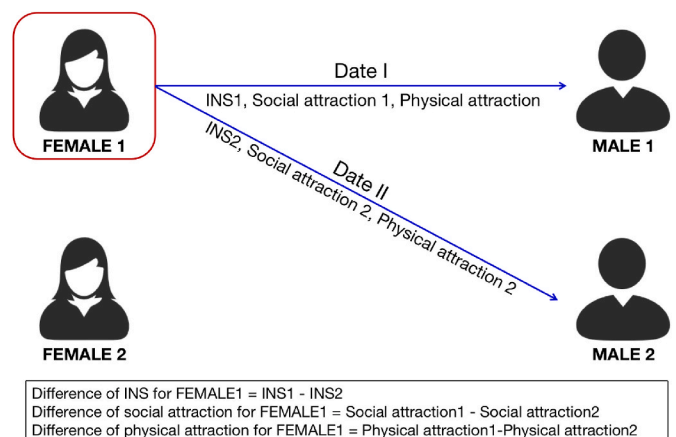 Date I
INS1, Social attraction 1, Physical attraction
FEMALE 1
MALE 1
Date II
INS2, Social attraction 2, Physical attraction 2
FEMALE 2
MALE 2
Difference of INS for FEMALE1 = INS1 - INS2
Difference of social attraction for FEMALE1 = Social attraction1 - Social attraction2
Difference of physical attraction for FEMALE1 = Physical attraction1-Physical attraction2